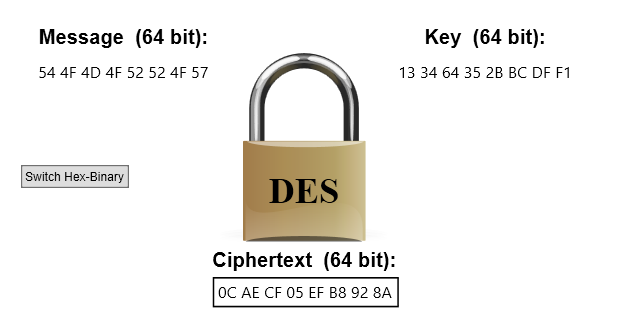 Message (64 bit):
Key (64 bit):
54 4F 4D 4F 52 52 4F 57
13 34 64 35 2B BC DF F1
Switch Hex-Binary
DES
Ciphertext (64 bit):
0C AE CF 05 EF B8 92 8A